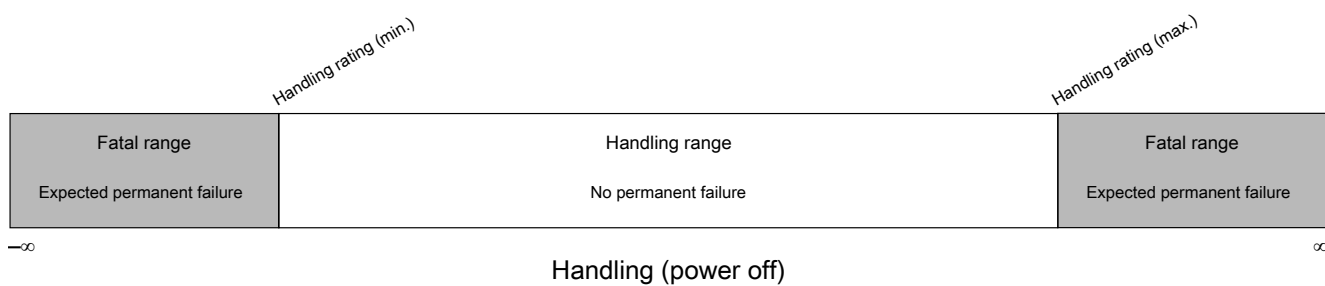 Handling rating (min.)
Handling rating (max.)
Fatal range
Handling range
Fatal range
Expected permanent failure
No permanent failure
Expected permanent failure
–∞
∞
Handling (power off)